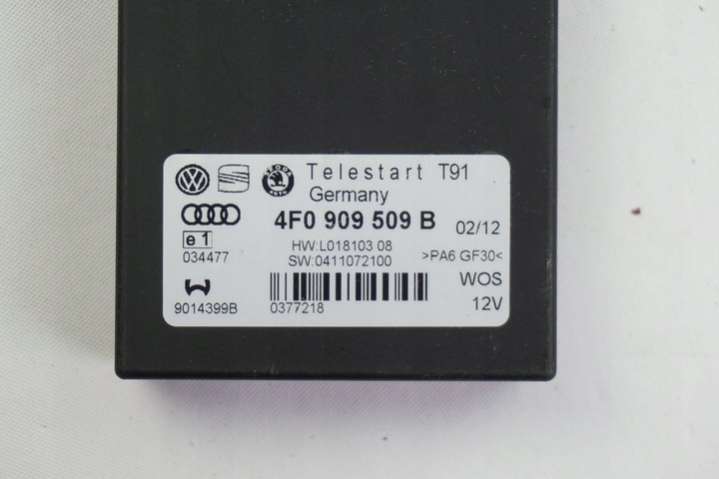 Telestart T91
Germany
4F0 909 509 B 02/12
e1
034477
HW:L018103 08
SW:0411072100
>PA6 GF30<
WOS
9014399B
0377218
12V